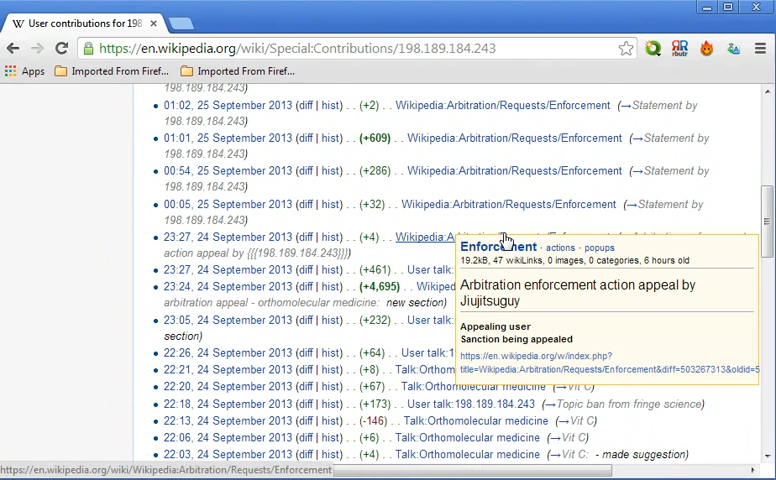 User contributions for 198
https://en.wikipedia.org/wiki/Special:Contributions/198.189.184.243
Apps Imported From Firef... Imported From Firef...
198.189.184.243)
01:02, 25 September 2013 (diff | hist) . . (+2) . . Wikipedia:Arbitration/Requests/Enforcement (→Statement by
198.189.184.243)
01:01, 25 September 2013 (diff | hist) . . (+609) . . Wikipedia:Arbitration/Requests/Enforcement (→Statement by
198.189.184.243)
00:54, 25 September 2013 (diff | hist) . . (+286) . . Wikipedia:Arbitration/Requests/Enforcement (→Statement by
198.189.184.243)
00:05, 25 September 2013 (diff | hist) . . (+32) . . Wikipedia:Arbitration/Requests/Enforcement (→Statement by
198.189.184.243)
23:27, 24 September 2013 (diff | hist) . . (+4) . . Wikipedia:A
action appeal by {{{198.189.184.243}}})
23:27, 24 September 2013 (diff | hist) . . (+461) . . User talk:
23:24, 24 September 2013 (diff | hist) . . (+4,695) . . Wikiped
arbitration appeal - orthomolecular medicine: new section)
23:05, 24 September 2013 (diff | hist) . . (+232) . . User talk:
section)
22:26, 24 September 2013 (diff | hist) . . (+64) . . User talk:1
22:21, 24 September 2013 (diff | hist) . . (+8) . . Talk:Orthom
22:20, 24 September 2013 (diff | hist) . . (+67) . . Talk:Orthomolecular medicine (→Vit C)
22:18, 24 September 2013 (diff | hist) . . (+173) . . User talk:198.189.184.243 (→Topic ban from fringe science)
22:13, 24 September 2013 (diff | hist) . . (-146) . . Talk:Orthomolecular medicine (→Vit C)
22:06, 24 September 2013 (diff | hist) . . (+6) . . Talk:Orthomolecular medicine (→Vit C)
22:03, 24 September 2013 (diff | hist) . . (+4) . . Talk:Orthomolecular medicine (→Vit C: - made suggestion)
Enforcement · actions · popups
19.2kB, 47 wikiLinks, 0 images, 0 categories, 6 hours old
Arbitration enforcement action appeal by
Jiujitsuguy
Appealing user
Sanction being appealed
https://en.wikipedia.org/w/index.php?
title=Wikipedia:Arbitration/Requests/Enforcement&diff=503267313&oldid=5
https://en.wikipedia.org/wiki/Wikipedia:Arbitration/Requests/Enforcement